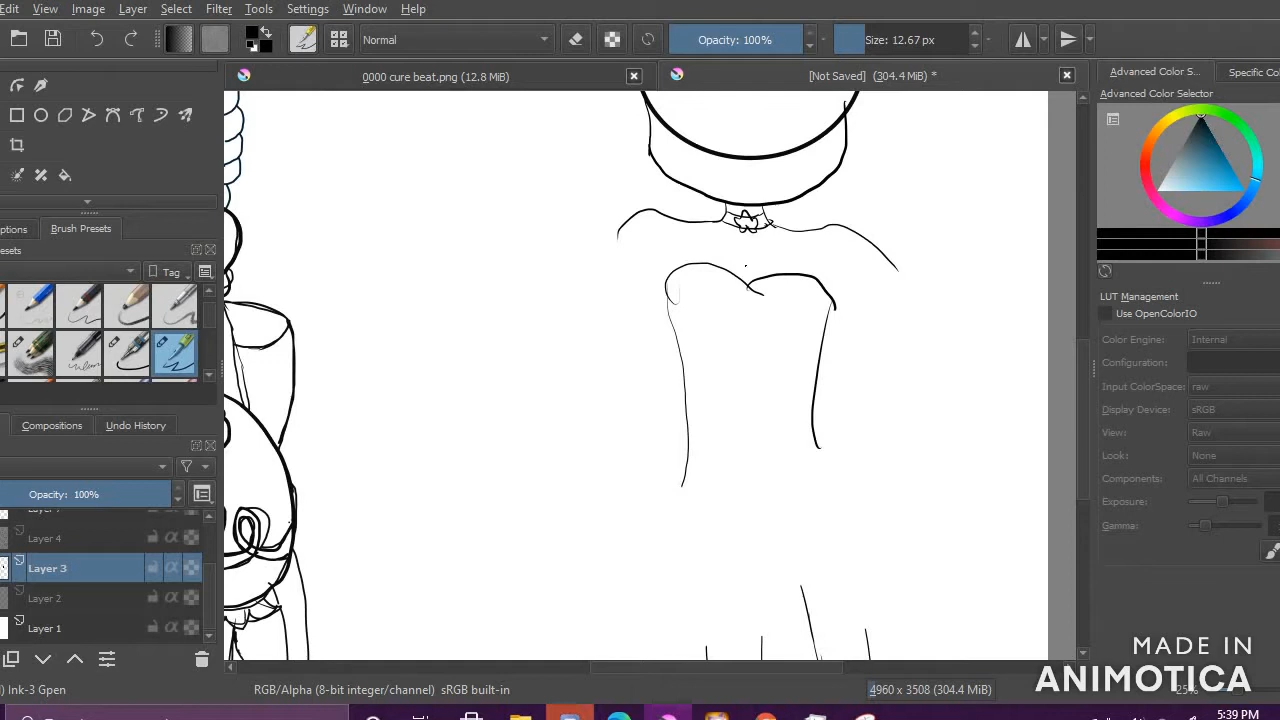 Edit View Image Layer Select Filter Tools Settings Window Help
Normal Opacity: 100% Size: 12.67 px
0000 cure beat.png (12.8 MiB) [Not Saved] (304.4 MiB) *
Advanced Color S... Specific Co
Advanced Color Selector
ptions Brush Presets
esets
Tag
LUT Management
Use OpenColorIO
Color Engine: Internal
Configuration:
Input ColorSpace: raw
Display Device: sRGB
View: Raw
Look: None
Components: All Channels
Exposure:
Gamma:
Compositions Undo History
Opacity: 100%
Layer 4
Layer 3
Layer 2
Layer 1
) Ink-3 Gpen RGB/Alpha (8-bit integer/channel) sRGB built-in 4960 x 3508 (304.4 MiB) 25%
MADE IN
ANIMOTICA
5:39 PM